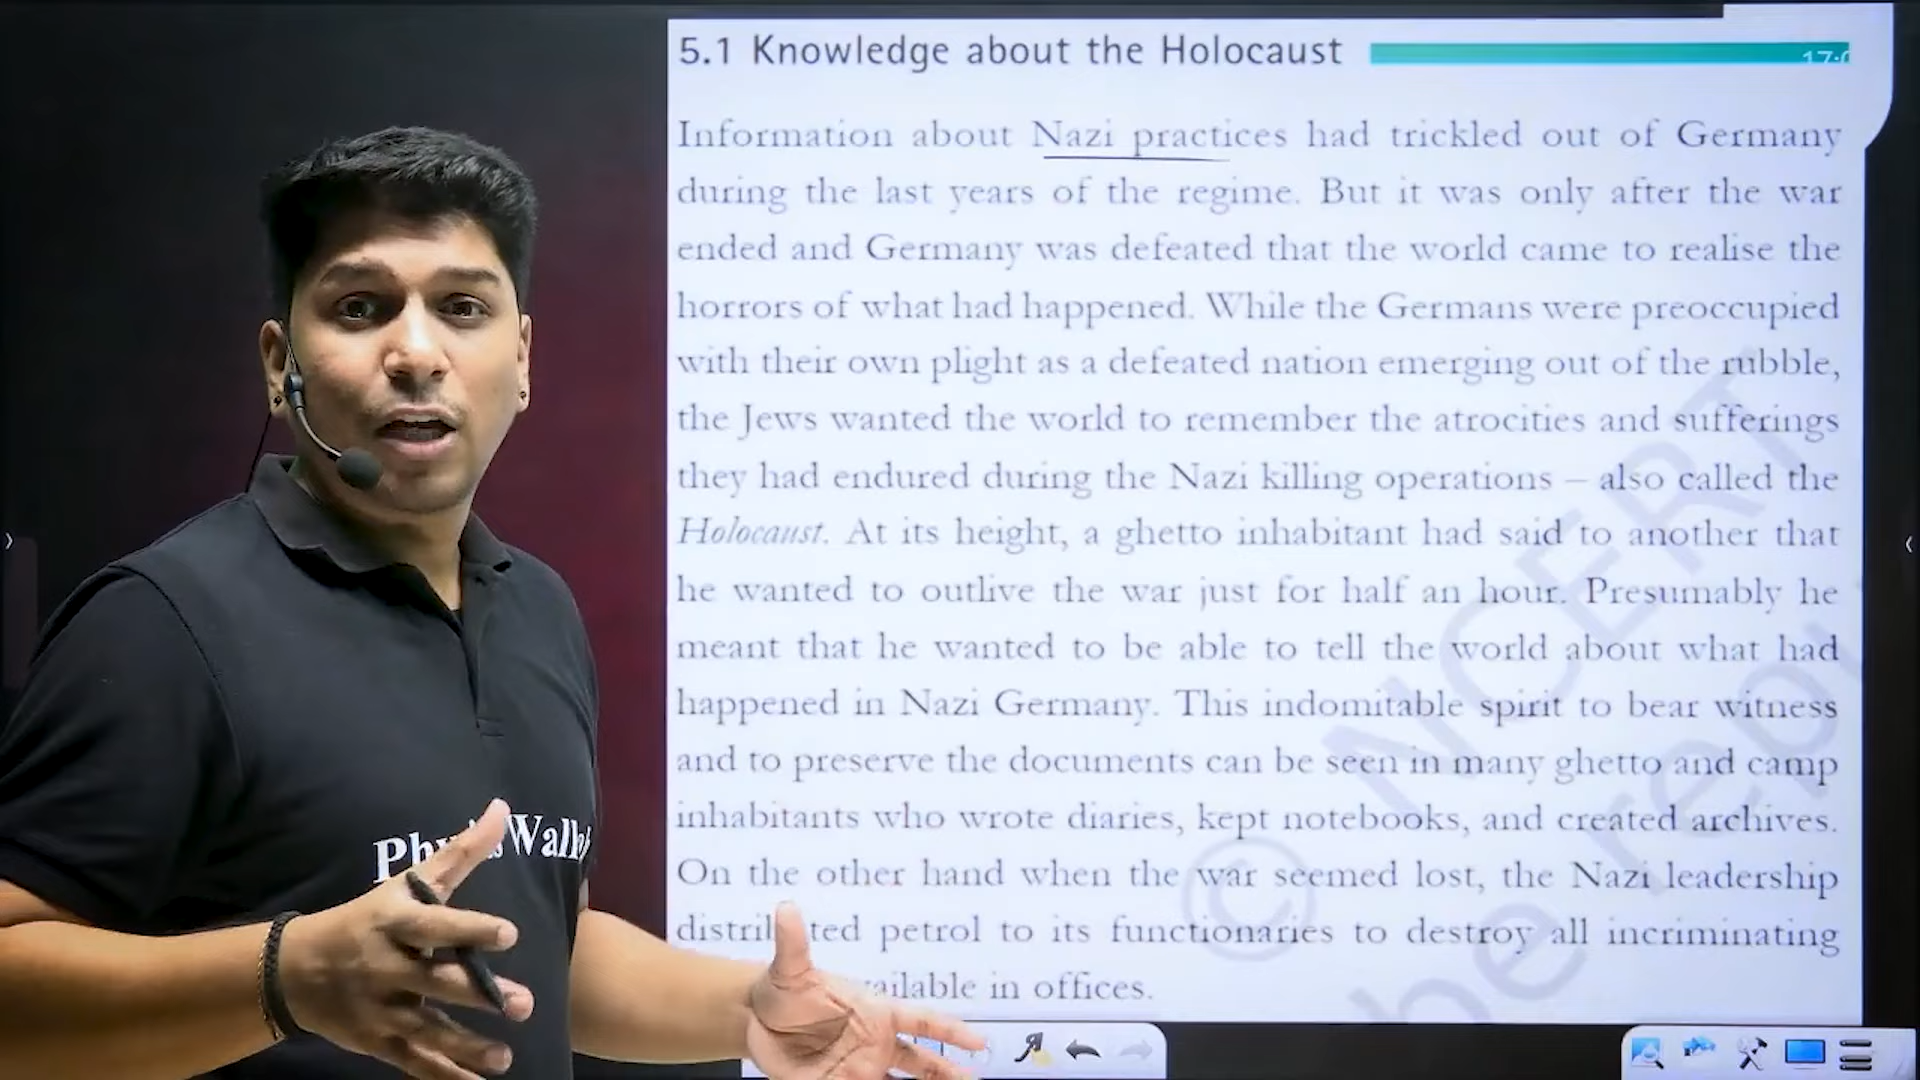 5.1 Knowledge about the Holocaust
Information about Nazi practices had trickled out of Germany
during the last years of the regime. But it was only after the war
ended and Germany was defeated that the world came to realise the
horrors of what had happened. While the Germans were preoccupied
with their own plight as a defeated nation emerging out of the rubble,
the Jews wanted the world to remember the atrocities and sufferings
they had endured during the Nazi killing operations – also called the
Holocaust. At its height, a ghetto inhabitant had said to another that
he wanted to outlive the war just for half an hour. Presumably he
meant that he wanted to be able to tell the world about what had
happened in Nazi Germany. This indomitable spirit to bear witness
and to preserve the documents can be seen in many ghetto and camp
inhabitants who wrote diaries, kept notebooks, and created archives.
On the other hand when the war seemed lost, the Nazi leadership
petrol to its functionaries to destroy all incriminating
in offices.
© NCERT
be